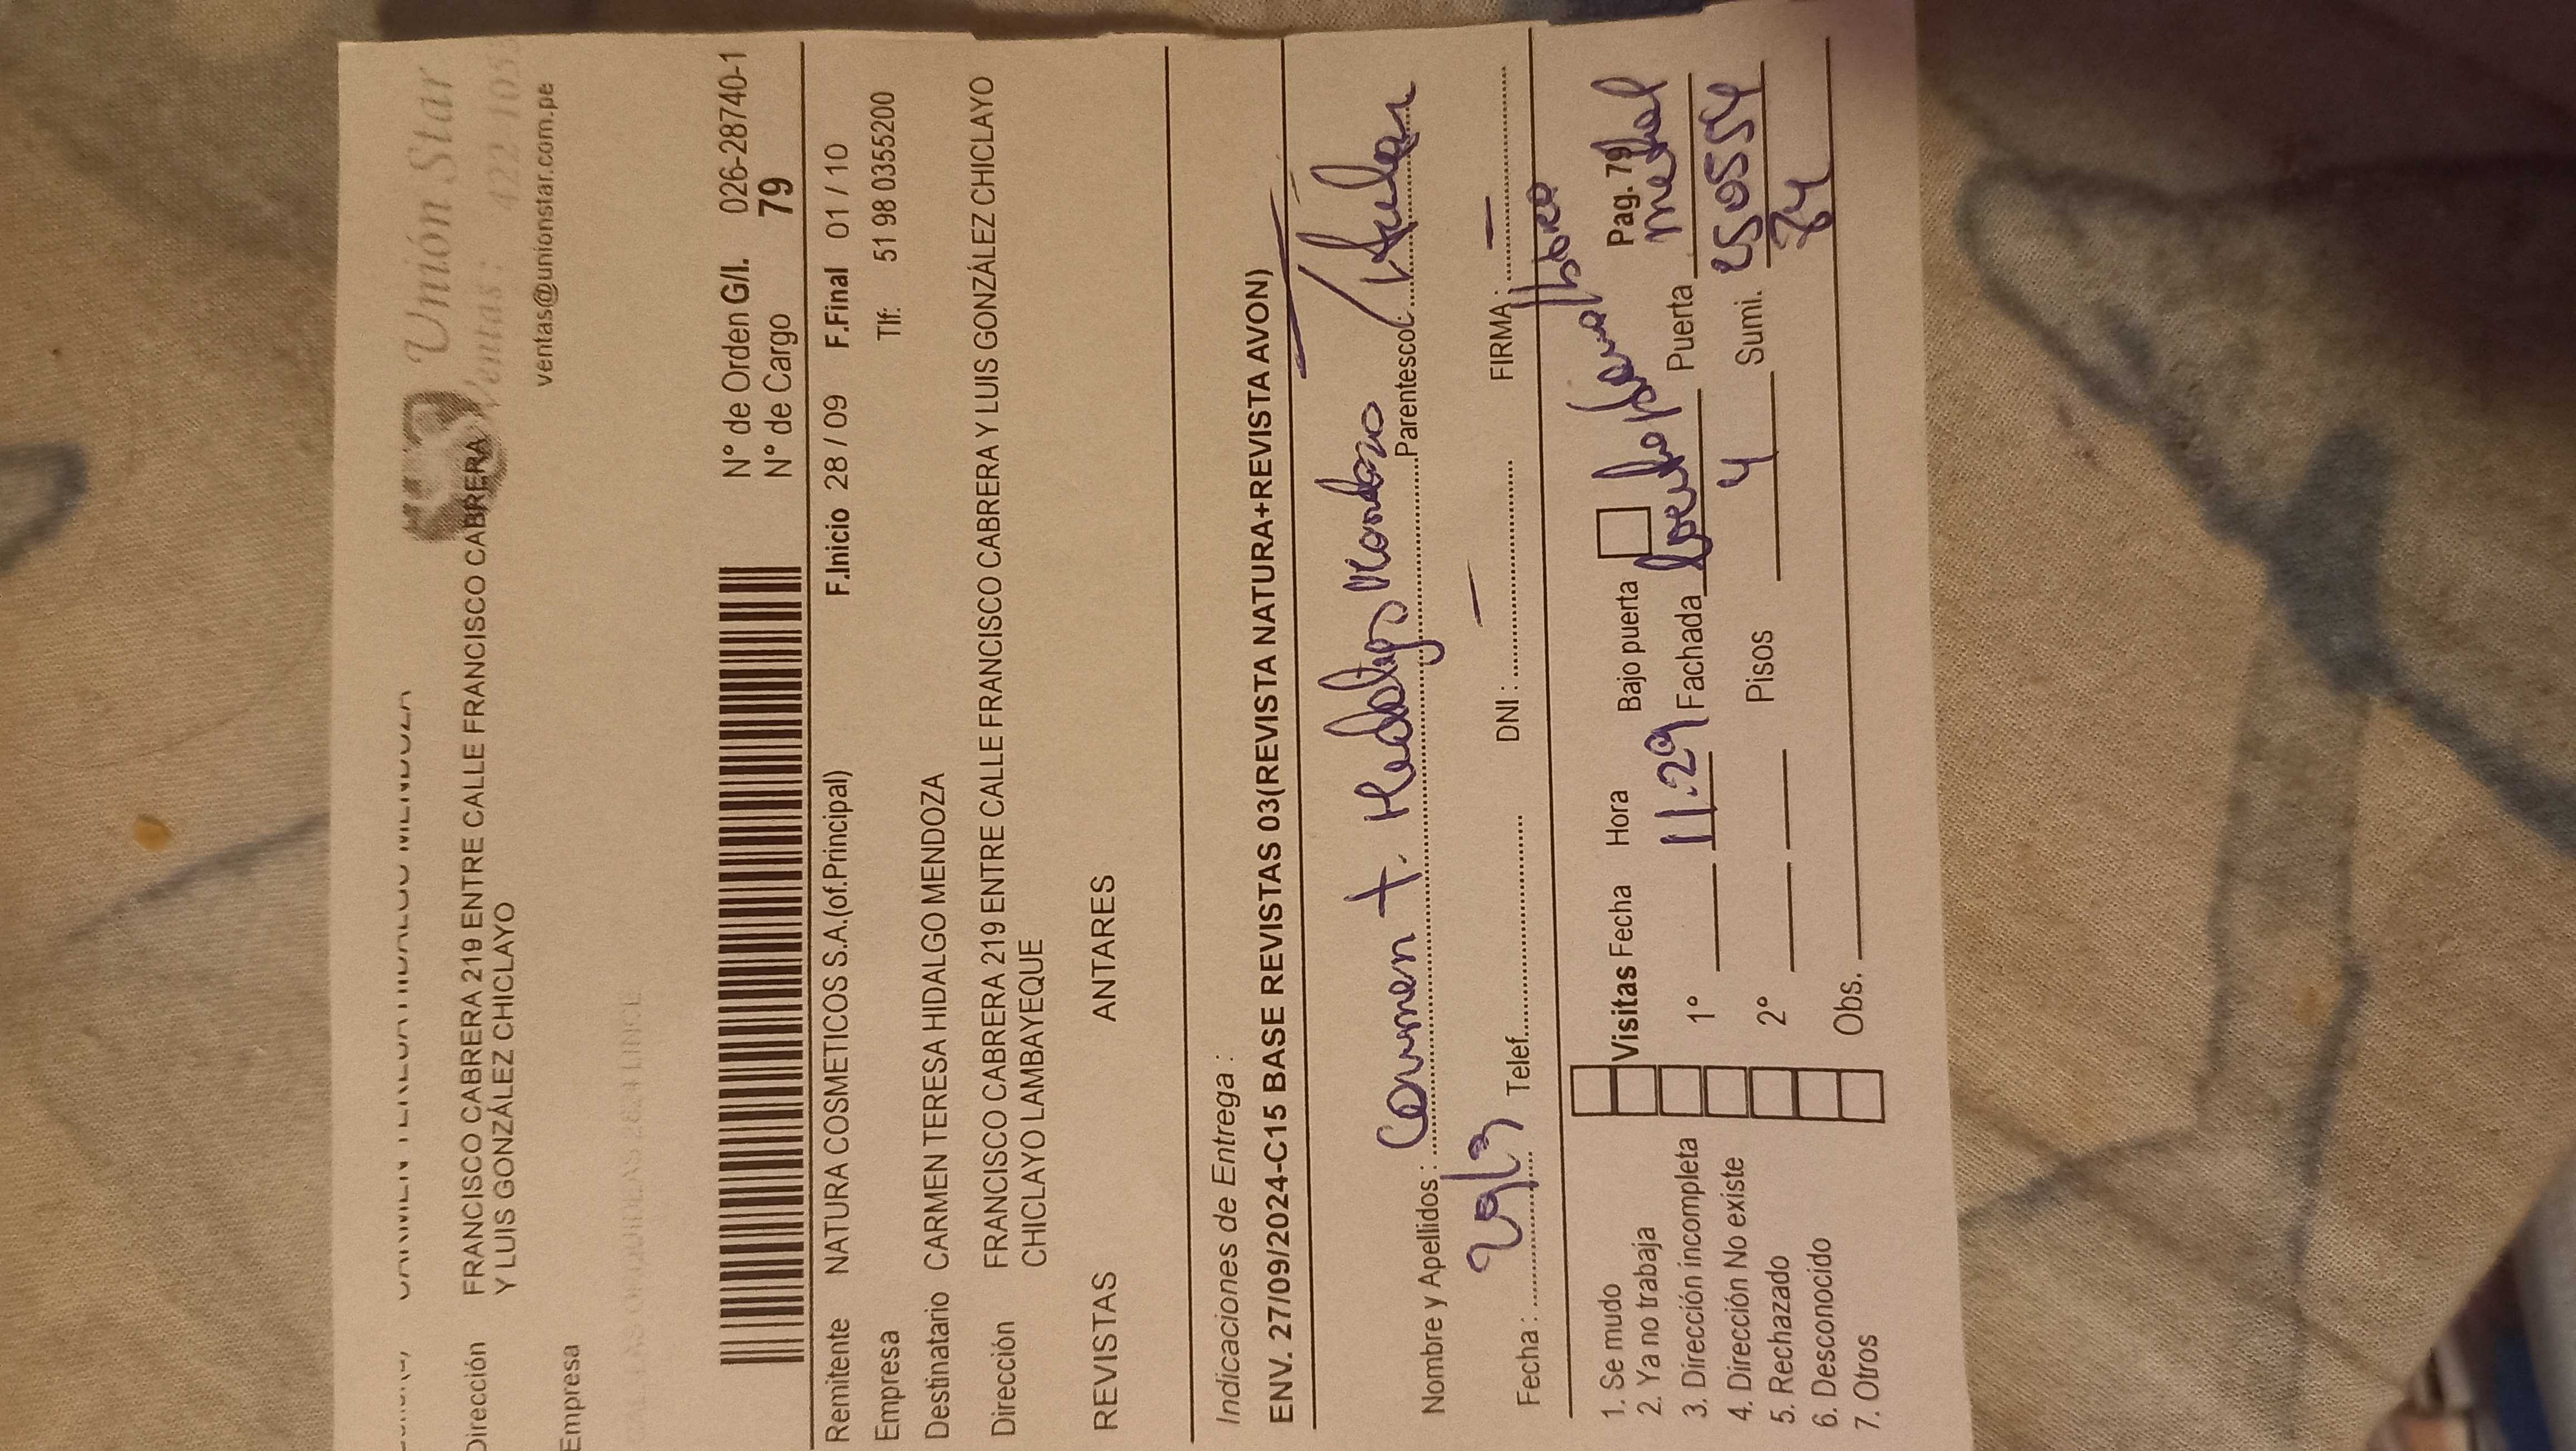 Unión Star
Ventas : 422-105
ventas@unionstar.com.pe
Dirección FRANCISCO CABRERA 219 ENTRE CALLE FRANCISCO CABRERA
Y LUIS GONZÁLEZ CHICLAYO
Empresa
N° de Orden G/I. 026-28740-1
N° de Cargo 79
Remitente NATURA COSMETICOS S.A.(of.Principal) F.Inicio 28 / 09 F.Final 01 / 10
Empresa Tlf: 51 98 0355200
Destinatario CARMEN TERESA HIDALGO MENDOZA
Dirección FRANCISCO CABRERA 219 ENTRE CALLE FRANCISCO CABRERA Y LUIS GONZÁLEZ CHICLAYO
CHICLAYO LAMBAYEQUE
REVISTAS ANTARES
Indicaciones de Entrega :
ENV. 27/09/2024-C15 BASE REVISTAS 03(REVISTA NATURA+REVISTA AVON)
Nombre y Apellidos : Carmen t. Hidalgo Mendoza Parentesco: / titular
Fecha : Telef. DNI : FIRMA :
1. Se mudo
2. Ya no trabaja
3. Dirección incompleta
4. Dirección No existe
5. Rechazado
6. Desconocido
7. Otros
Visitas Fecha Hora Bajo puerta Pag. 79
1° 11.29 Fachada Puerta metal
2° Pisos 4 Sumi. 250554
84
Obs.